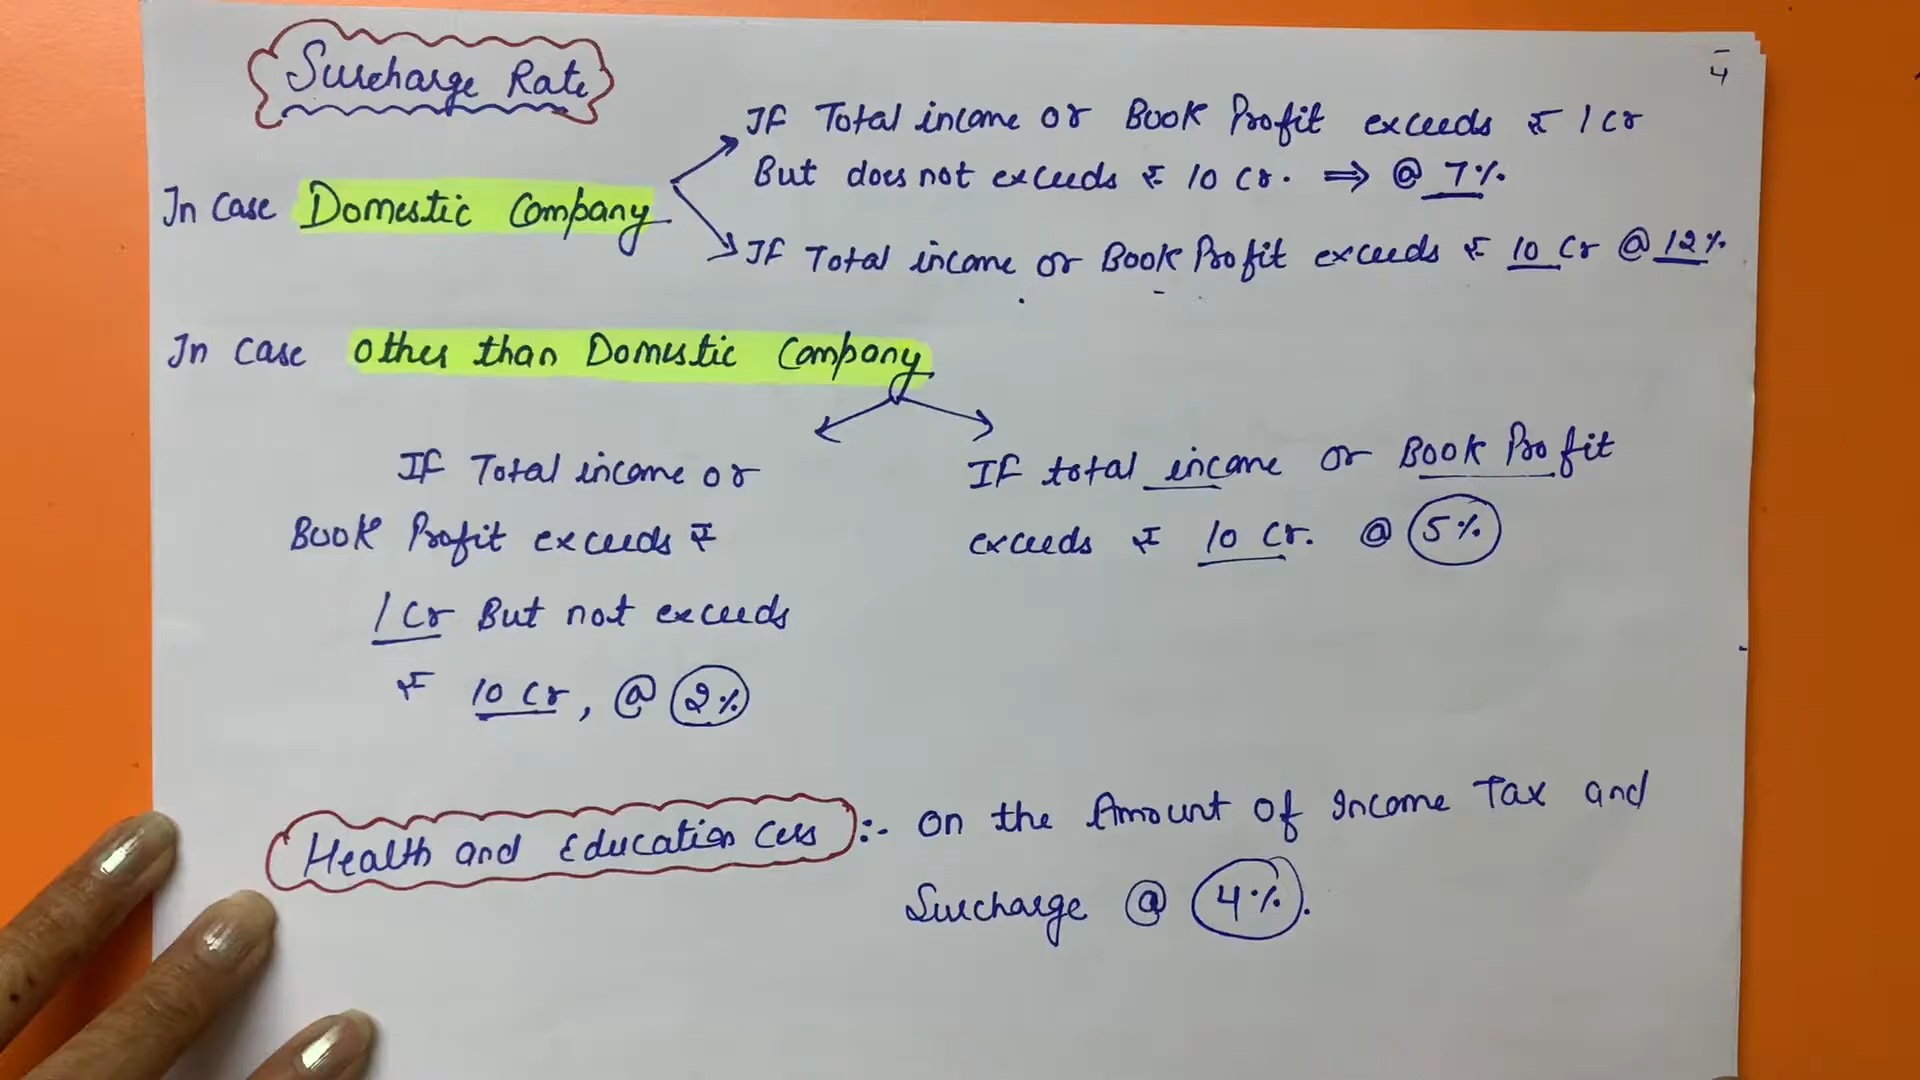 Surcharge Rate
4
If Total income or Book Profit exceeds ₹ 1 Cr
But does not exceeds ₹ 10 Cr. ⇒ @ 7%.
In Case Domestic Company
If Total income or Book Profit exceeds ₹ 10 Cr @ 12%
In Case other than Domestic Company
If Total income or
Book Profit exceeds ₹
1 Cr But not exceeds
₹ 10 Cr, @ 2%
If total income or Book Profit
exceeds ₹ 10 Cr. @ 5%
Health and Education Cess :- on the Amount of Income Tax and
Surcharge @ 4%.